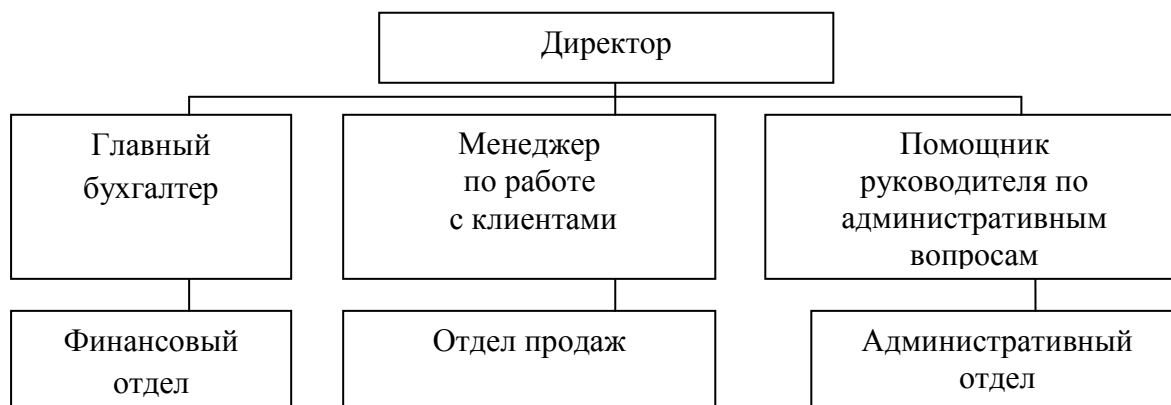 Директор
Главный
бухгалтер
Менеджер
по работе
с клиентами
Помощник
руководителя по
административным
вопросам
Финансовый
отдел
Отдел продаж
Административный
отдел